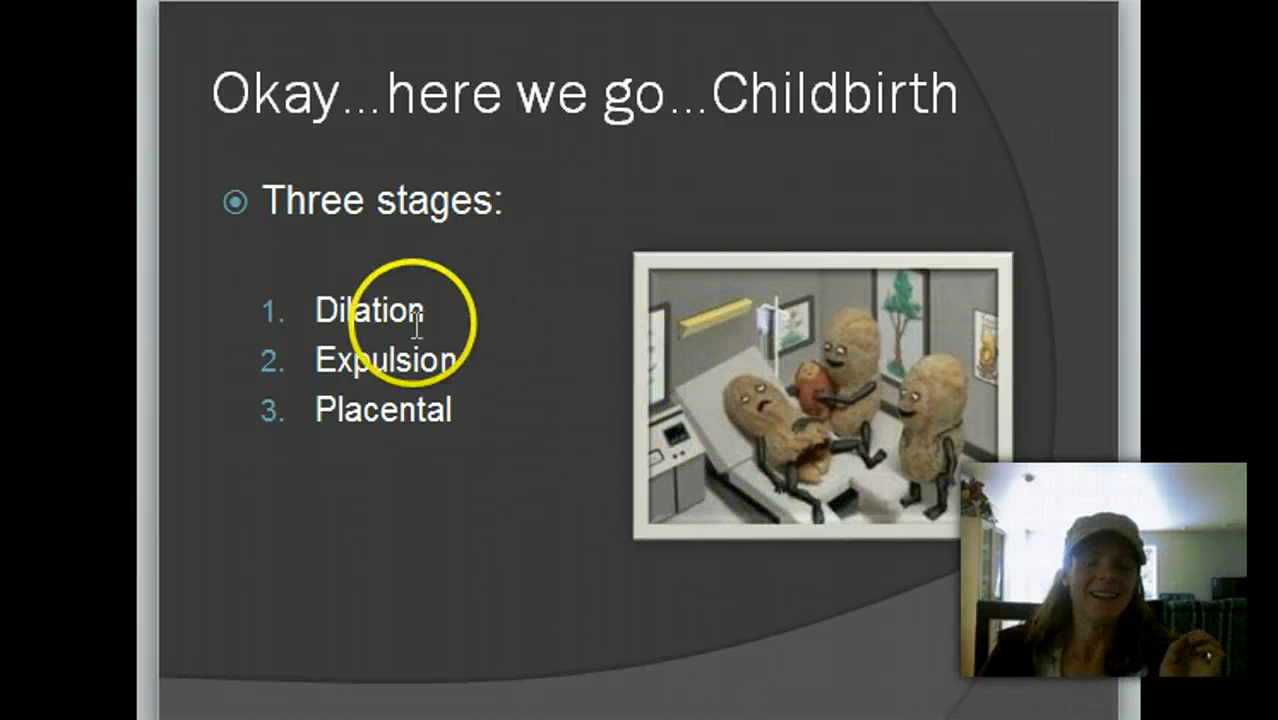 Okay...here we go...Childbirth
Three stages:
1. Dilation
2. Expulsion
3. Placental